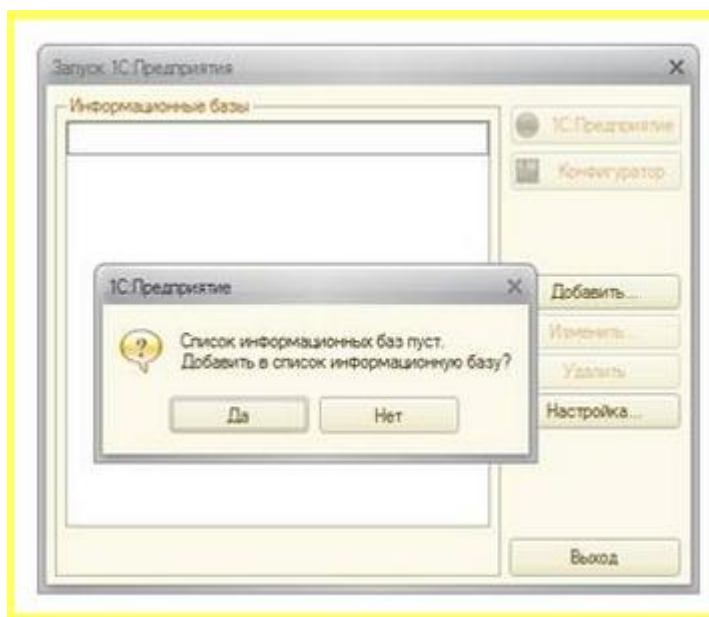 Запуск 1С:Предприятия
Информационные базы
1С:Предприятие
Конфигуратор
1С:Предприятие
Список информационных баз пуст.
Добавить в список информационную базу?
Да
Нет
Добавить...
Изменить...
Удалить
Настройка...
Выход